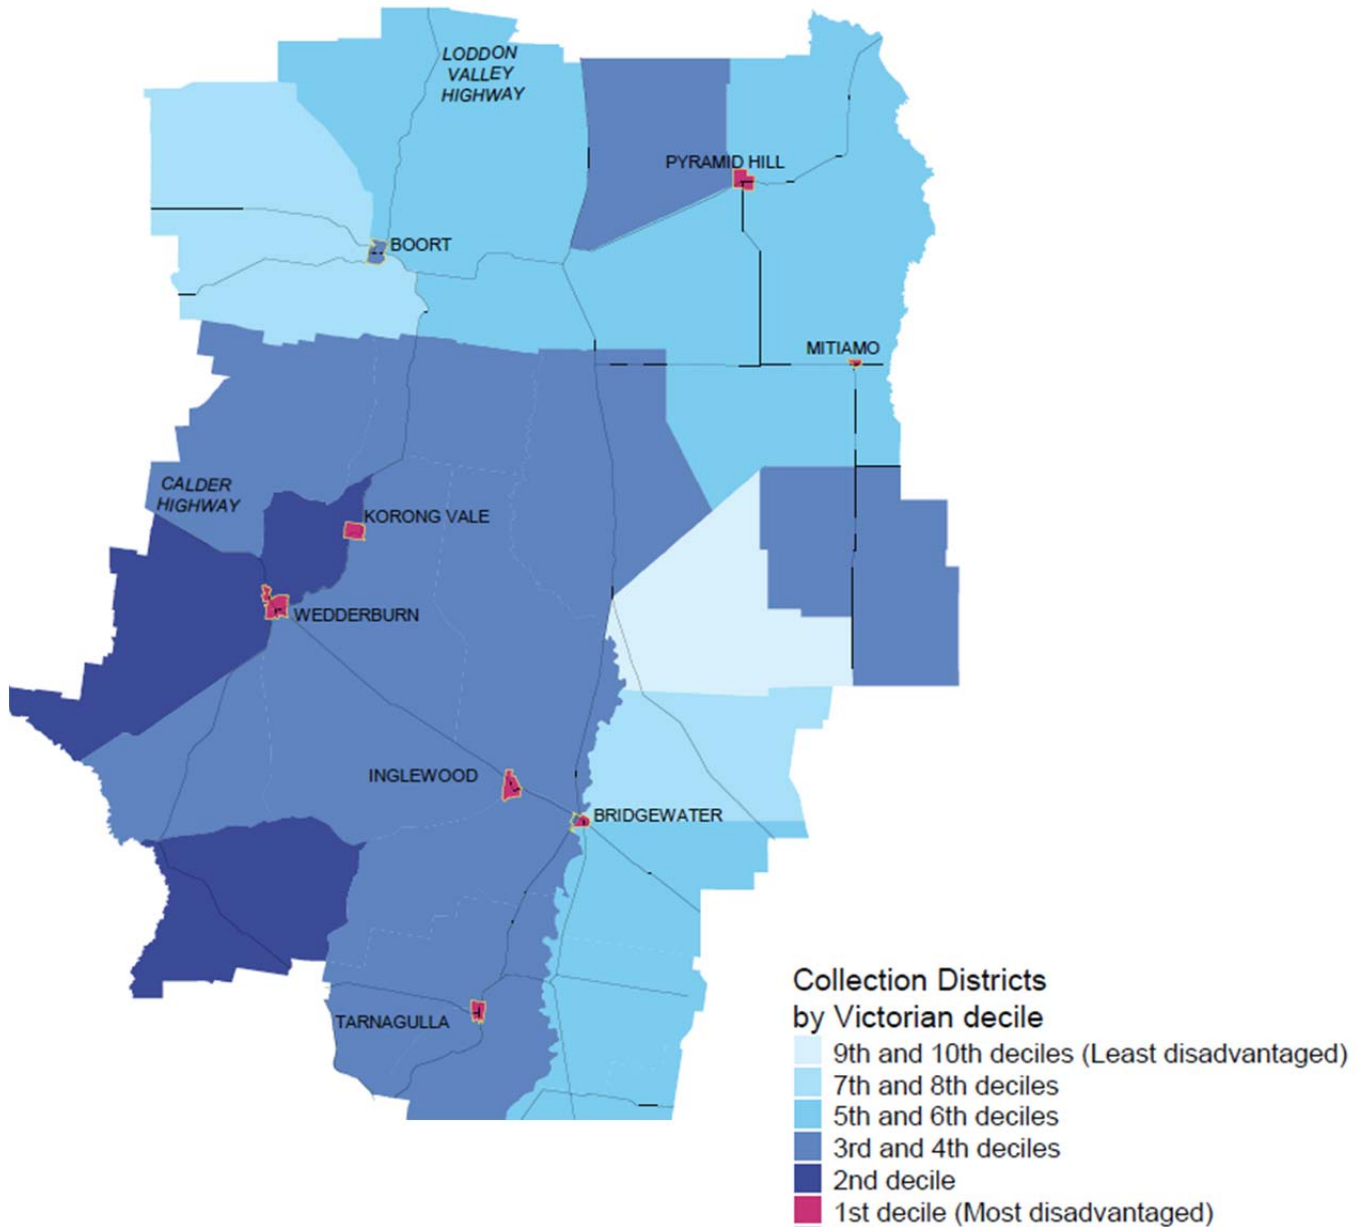 LODDON
VALLEY
HIGHWAY
PYRAMID HILL
BOORT
MITIAMO
CALDER
HIGHWAY
KORONG VALE
WEDDERBURN
INGLEWOOD
BRIDGEWATER
TARNAGULLA
Collection Districts
by Victorian decile
9th and 10th deciles (Least disadvantaged)
7th and 8th deciles
5th and 6th deciles
3rd and 4th deciles
2nd decile
1st decile (Most disadvantaged)